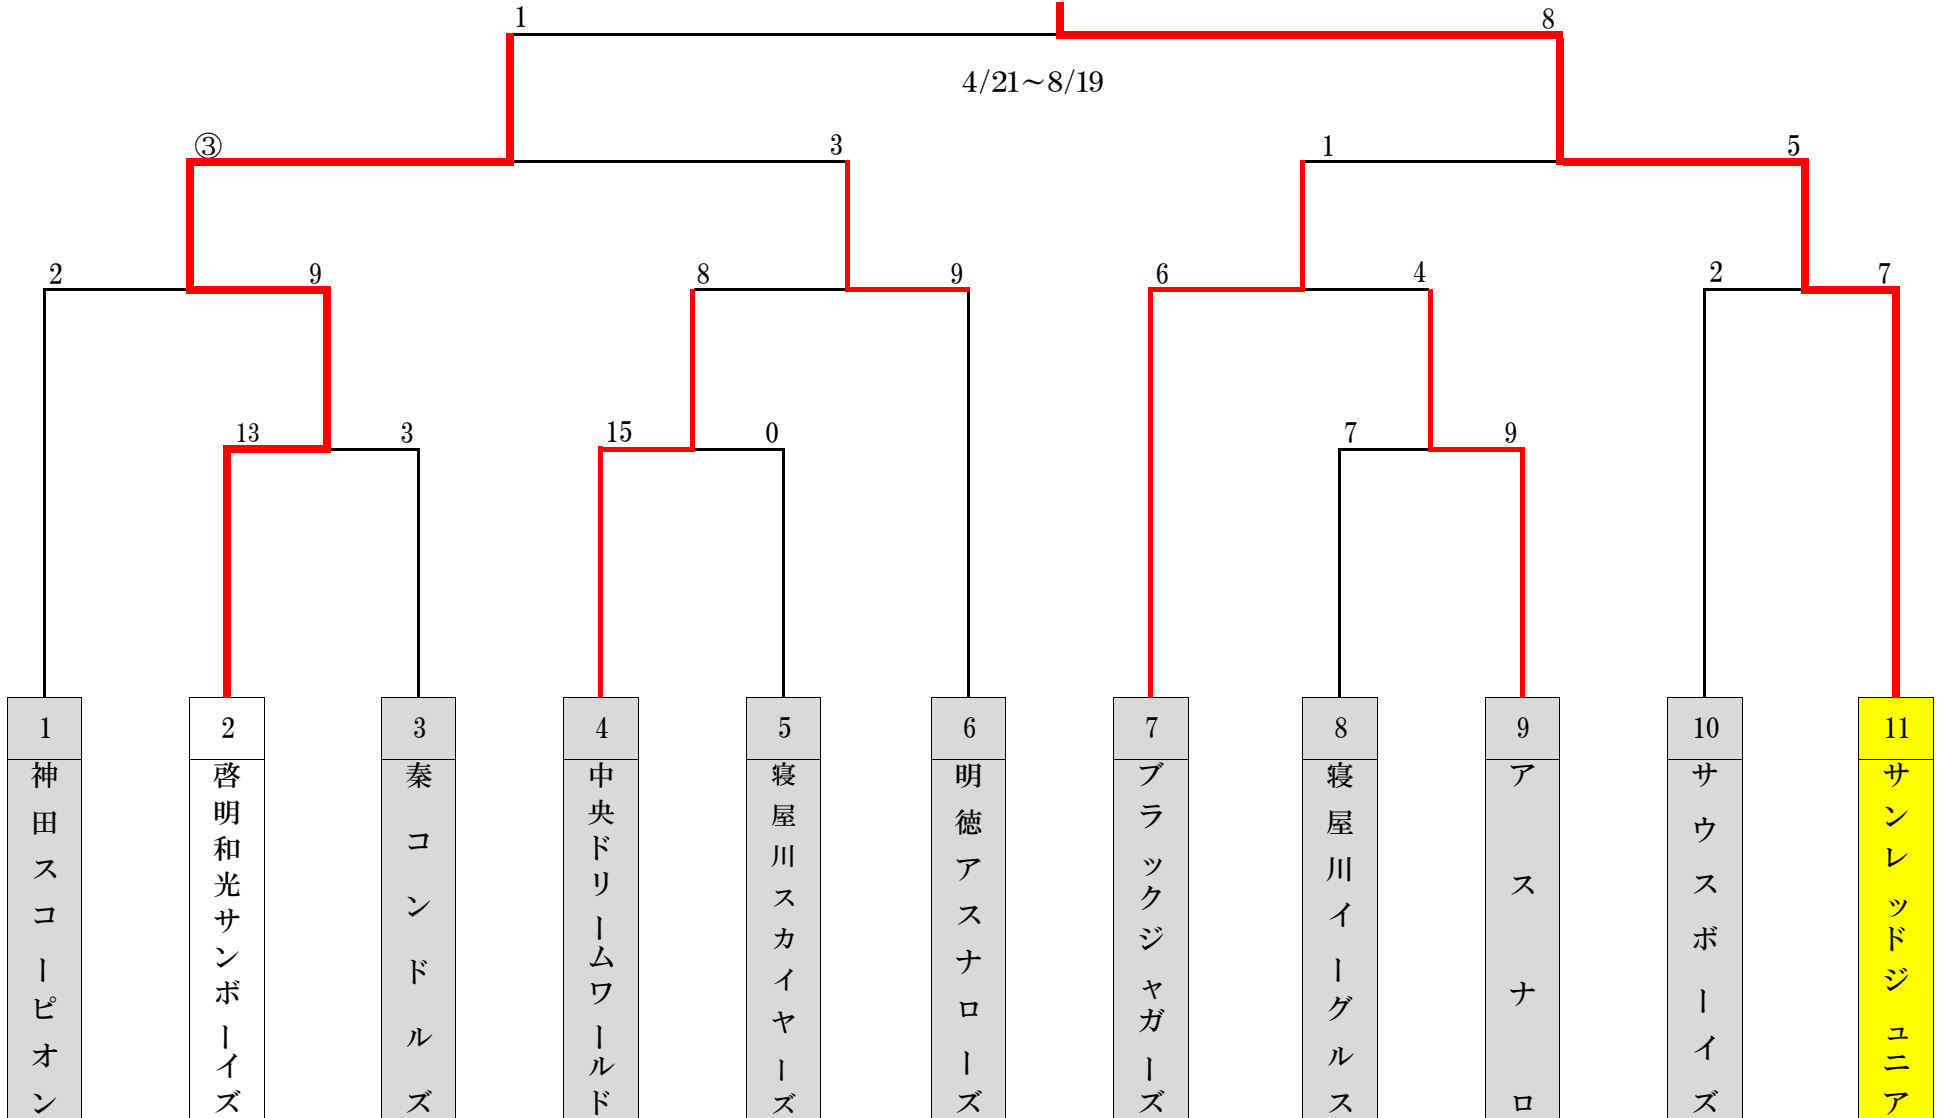 1 8
4/21～8/19
③ 3 1 5
2 9 8 9 6 4 2 7
13 3 15 0 7 9
1 2 3 4 5 6 7 8 9 10 11
神田スコーピオン
啓明和光サンボーイズ
秦コンドルズ
中央ドリームワールド
寝屋川スカイヤーズ
明徳アスナローズ
ブラックジャガーズ
寝屋川イーグルス
アスナロ
サウスボーイズ
サンレッドジュニア